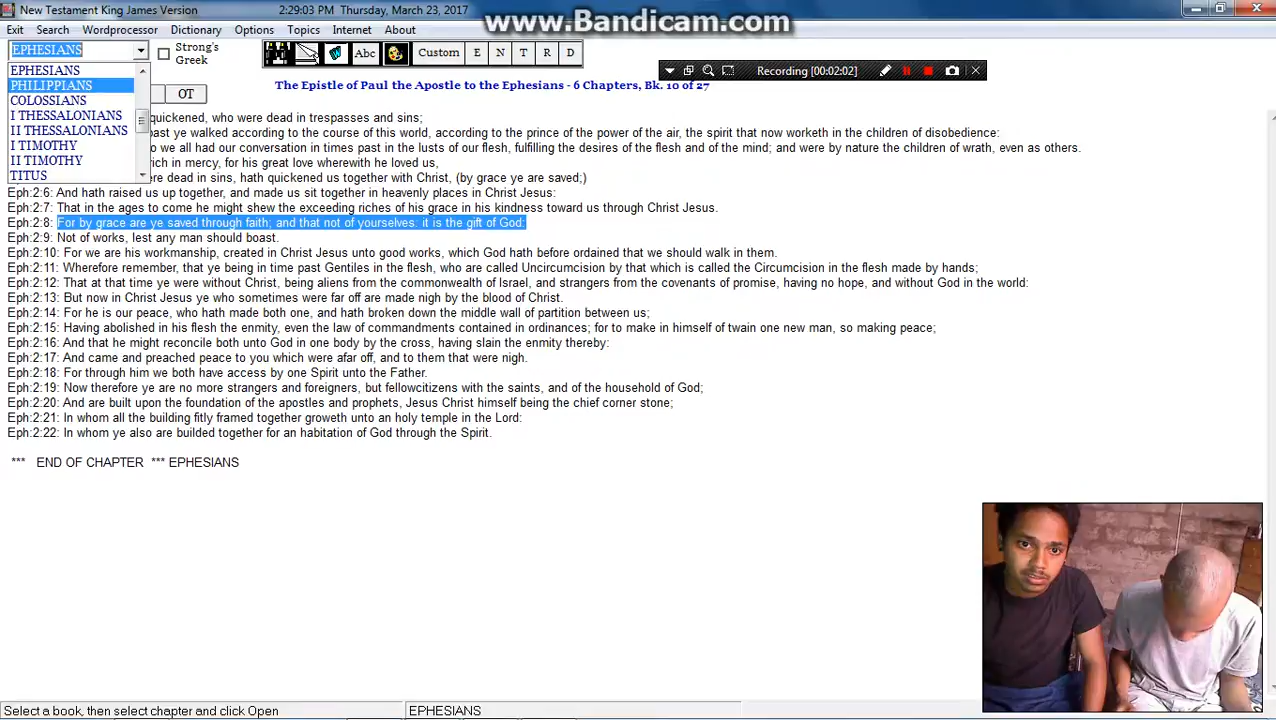 www.Bandicam.com
New Testament King James Version 2:29:03 PM Thursday, March 23, 2017
Exit Search Wordprocessor Dictionary Options Topics Internet About
EPHESIANS Strong's Greek Abc Custom E N T R D
Recording [00:02:02]
EPHESIANS
PHILIPPIANS
COLOSSIANS
I THESSALONIANS
II THESSALONIANS
I TIMOTHY
II TIMOTHY
TITUS
OT
The Epistle of Paul the Apostle to the Ephesians - 6 Chapters, Bk. 10 of 27
quickened, who were dead in trespasses and sins;
ye walked according to the course of this world, according to the prince of the power of the air, the spirit that now worketh in the children of disobedience:
we all had our conversation in times past in the lusts of our flesh, fulfilling the desires of the flesh and of the mind; and were by nature the children of wrath, even as others.
in mercy, for his great love wherewith he loved us,
dead in sins, hath quickened us together with Christ, (by grace ye are saved;)
Eph:2:6: And hath raised us up together, and made us sit together in heavenly places in Christ Jesus:
Eph:2:7: That in the ages to come he might shew the exceeding riches of his grace in his kindness toward us through Christ Jesus.
Eph:2:8: For by grace are ye saved through faith; and that not of yourselves: it is the gift of God:
Eph:2:9: Not of works, lest any man should boast.
Eph:2:10: For we are his workmanship, created in Christ Jesus unto good works, which God hath before ordained that we should walk in them.
Eph:2:11: Wherefore remember, that ye being in time past Gentiles in the flesh, who are called Uncircumcision by that which is called the Circumcision in the flesh made by hands;
Eph:2:12: That at that time ye were without Christ, being aliens from the commonwealth of Israel, and strangers from the covenants of promise, having no hope, and without God in the world:
Eph:2:13: But now in Christ Jesus ye who sometimes were far off are made nigh by the blood of Christ.
Eph:2:14: For he is our peace, who hath made both one, and hath broken down the middle wall of partition between us;
Eph:2:15: Having abolished in his flesh the enmity, even the law of commandments contained in ordinances; for to make in himself of twain one new man, so making peace;
Eph:2:16: And that he might reconcile both unto God in one body by the cross, having slain the enmity thereby:
Eph:2:17: And came and preached peace to you which were afar off, and to them that were nigh.
Eph:2:18: For through him we both have access by one Spirit unto the Father.
Eph:2:19: Now therefore ye are no more strangers and foreigners, but fellowcitizens with the saints, and of the household of God;
Eph:2:20: And are built upon the foundation of the apostles and prophets, Jesus Christ himself being the chief corner stone;
Eph:2:21: In whom all the building fitly framed together groweth unto an holy temple in the Lord:
Eph:2:22: In whom ye also are builded together for an habitation of God through the Spirit.
*** END OF CHAPTER *** EPHESIANS
Select a book, then select chapter and click Open EPHESIANS